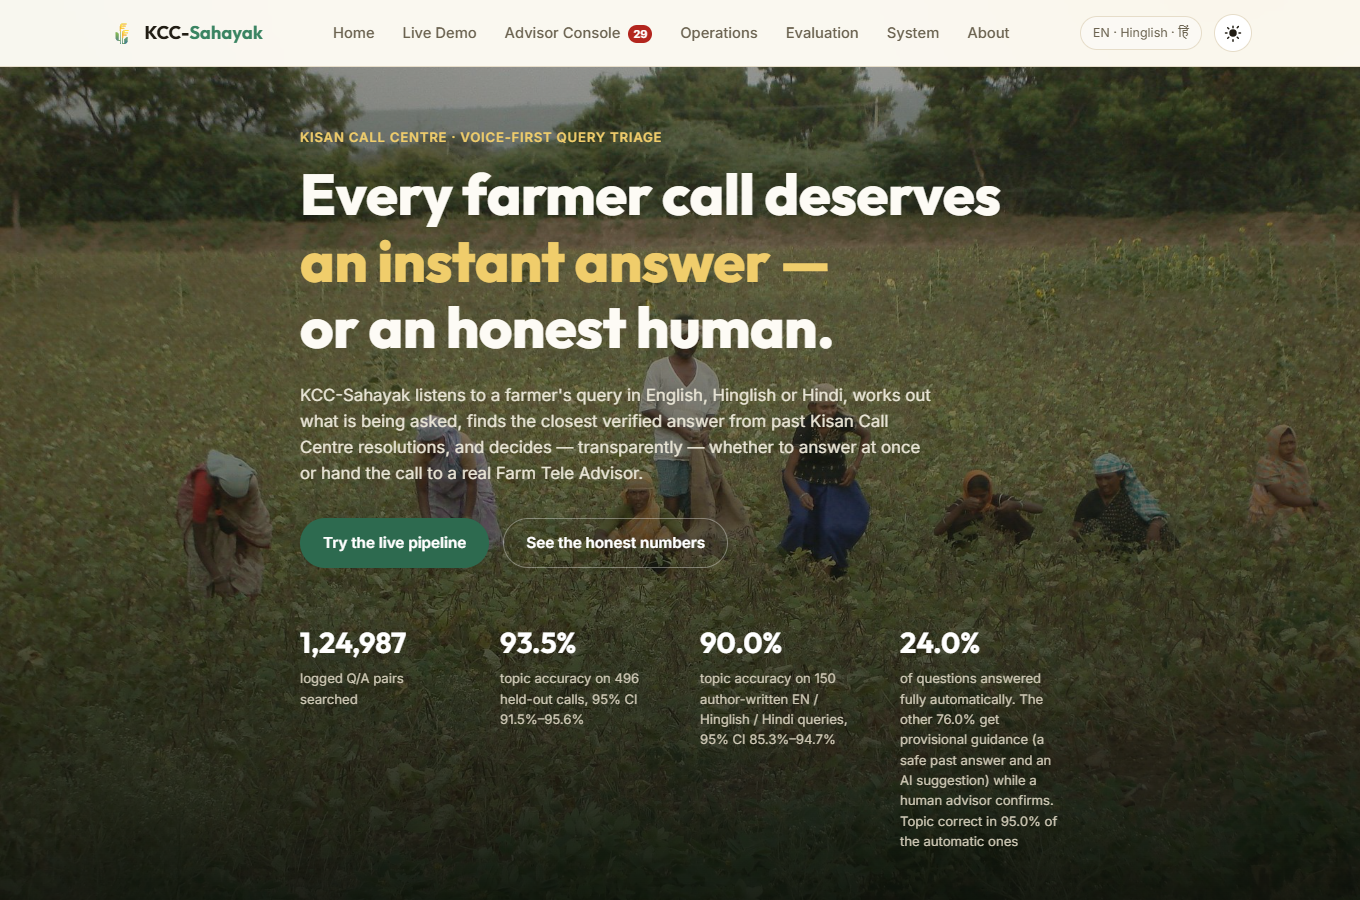 KCC-Sahayak
Home
Live Demo
Advisor Console 29
Operations
Evaluation
System
About
EN · Hinglish · हिं
KISAN CALL CENTRE · VOICE-FIRST QUERY TRIAGE
Every farmer call deserves
an instant answer —
or an honest human.
KCC-Sahayak listens to a farmer's query in English, Hinglish or Hindi, works out
what is being asked, finds the closest verified answer from past Kisan Call
Centre resolutions, and decides — transparently — whether to answer at once
or hand the call to a real Farm Tele Advisor.
Try the live pipeline
See the honest numbers
1,24,987
logged Q/A pairs
searched
93.5%
topic accuracy on 496
held-out calls, 95% CI
91.5%–95.6%
90.0%
topic accuracy on 150
author-written EN /
Hinglish / Hindi queries,
95% CI 85.3%–94.7%
24.0%
of questions answered
fully automatically. The
other 76.0% get
provisional guidance (a
safe past answer and an
AI suggestion) while a
human advisor confirms.
Topic correct in 95.0% of
the automatic ones